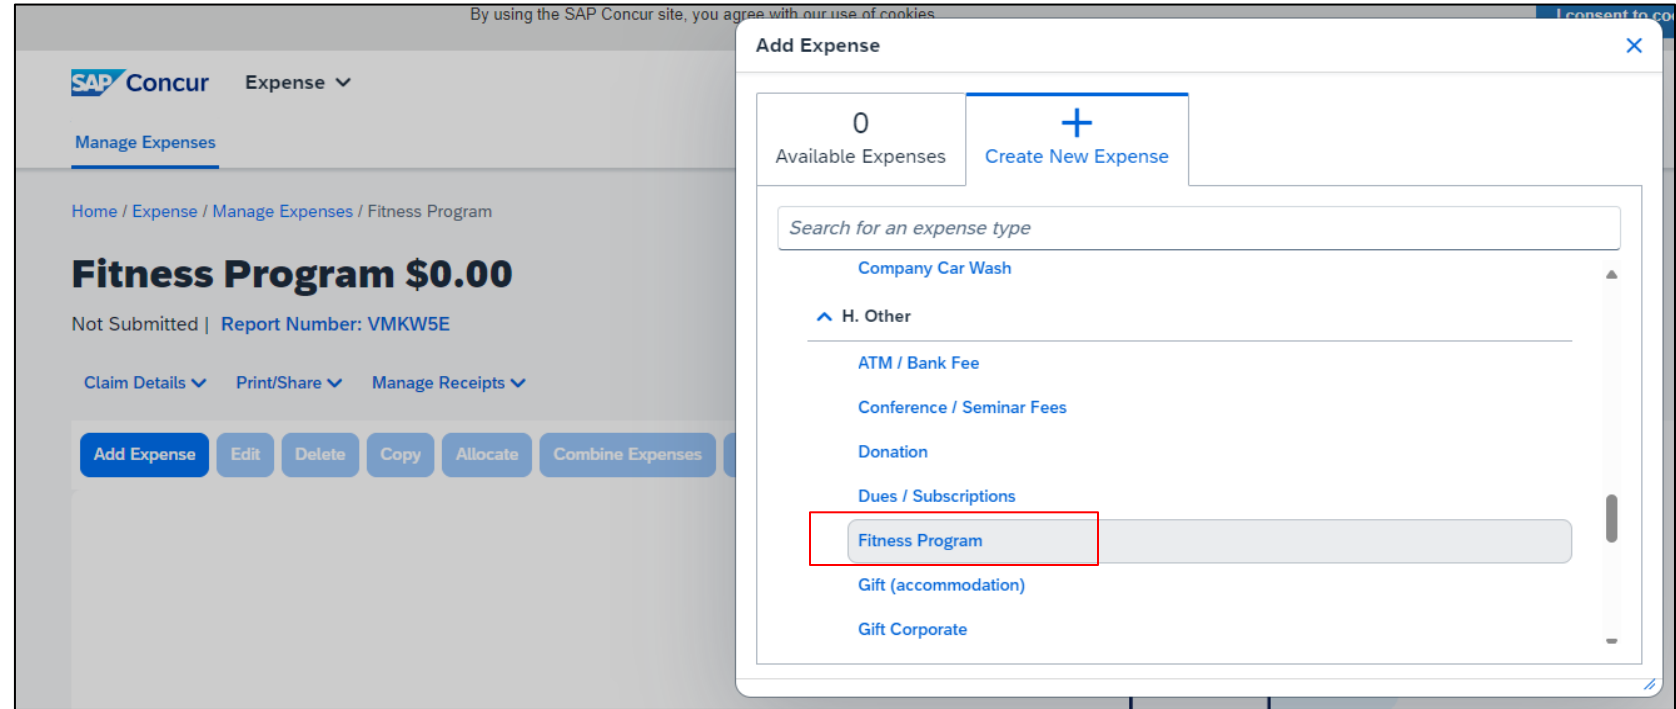 By using the SAP Concur site, you agree with our use of cookies
I consent to
SAP Concur Expense
Manage Expenses
Home / Expense / Manage Expenses / Fitness Program
Fitness Program $0.00
Not Submitted | Report Number: VMKW5E
Claim Details Print/Share Manage Receipts
Add Expense Edit Delete Copy Allocate Combine Expenses
Add Expense
0
Available Expenses
Create New Expense
Search for an expense type
Company Car Wash
H. Other
ATM / Bank Fee
Conference / Seminar Fees
Donation
Dues / Subscriptions
Fitness Program
Gift (accommodation)
Gift Corporate